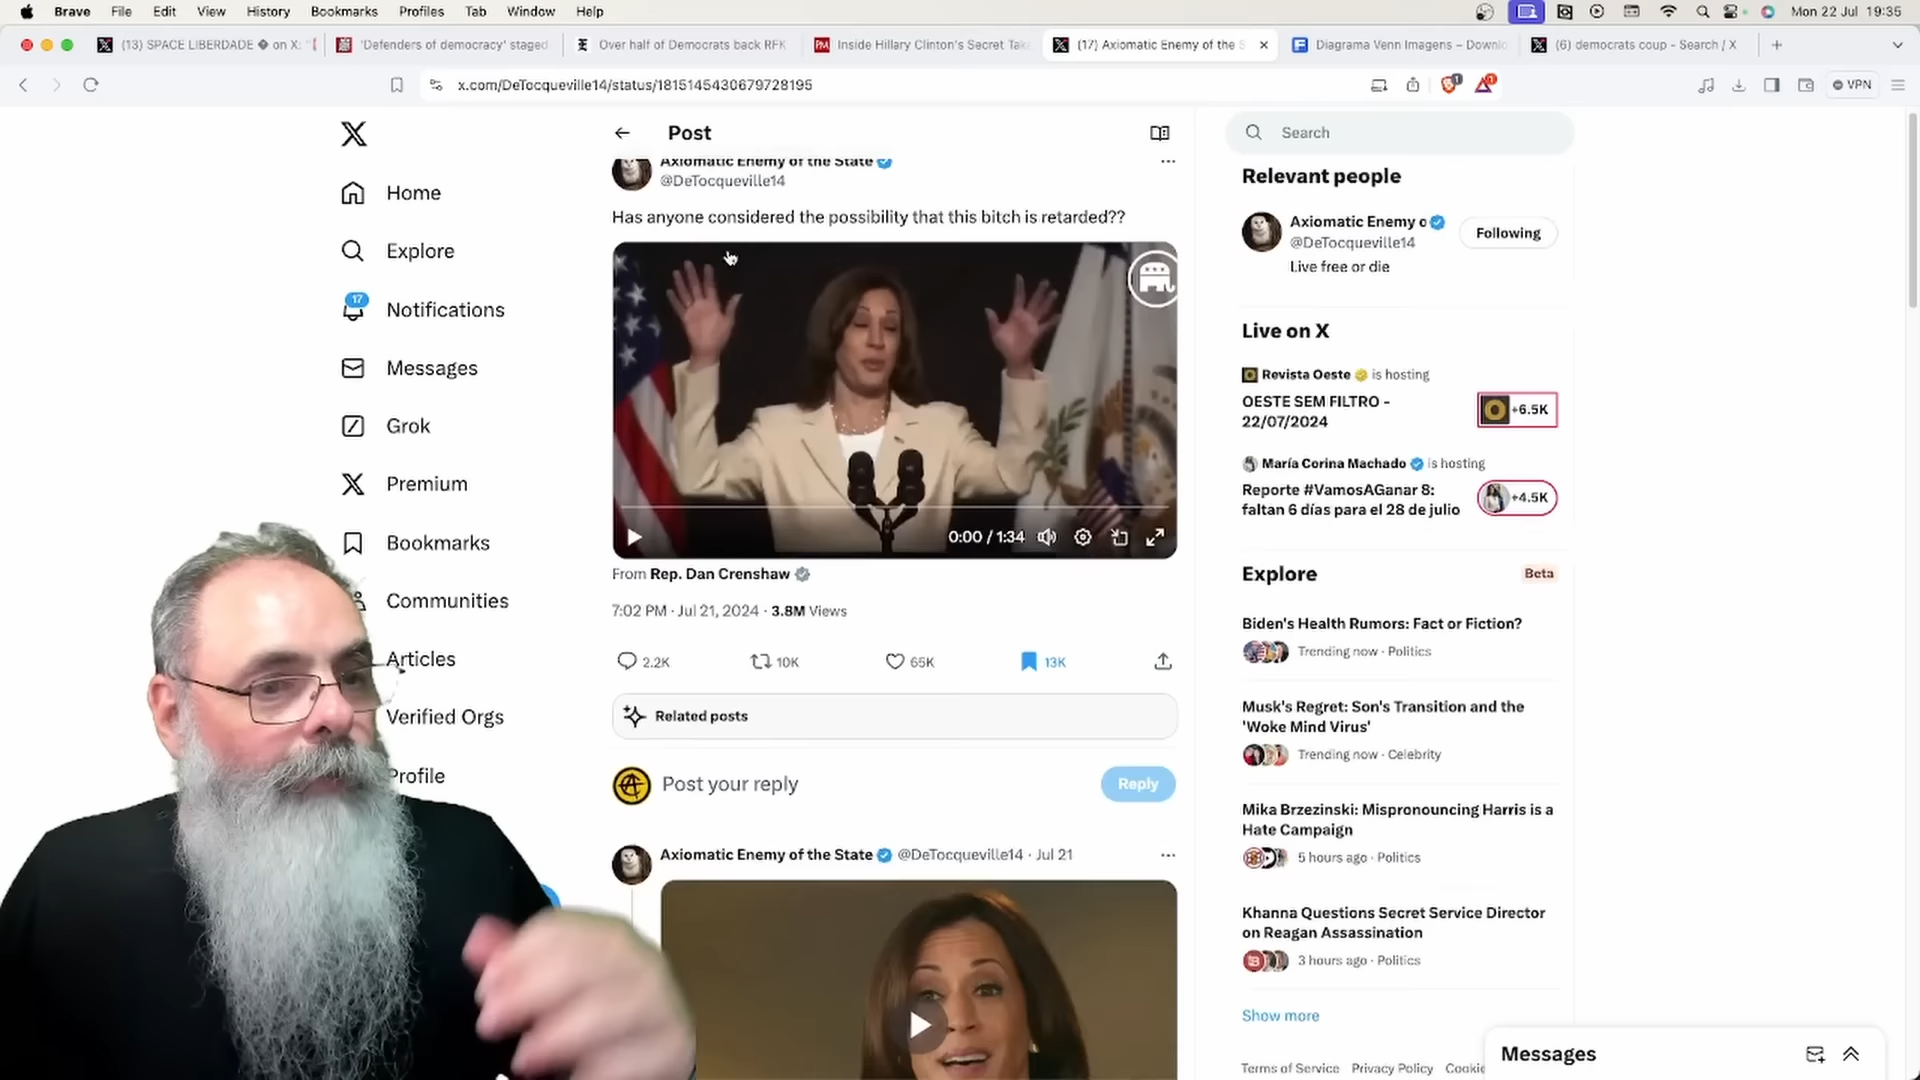 Brave File Edit View History Bookmarks Profiles Tab Window Help Mon 22 Jul 19:35
(13) SPACE LIBERDADE � on X: "
'Defenders of democracy' staged
Over half of Democrats back RFK
PM Inside Hillary Clinton's Secret Take
(17) Axiomatic Enemy of the S
Diagrama Venn Imagens – Downlo
(6) democrats coup - Search / X
x.com/DeTocqueville14/status/1815145430679728195
VPN
Home
Explore
17
Notifications
Messages
Grok
Premium
Bookmarks
Communities
Articles
Verified Orgs
Profile
Post
Axiomatic Enemy of the State
@DeTocqueville14
Has anyone considered the possibility that this bitch is retarded??
0:00 / 1:34
From Rep. Dan Crenshaw
7:02 PM · Jul 21, 2024 · 3.8M Views
2.2K 10K 65K 13K
Related posts
Post your reply
Reply
Axiomatic Enemy of the State @DeTocqueville14 · Jul 21
Search
Relevant people
Axiomatic Enemy o
@DeTocqueville14
Following
Live free or die
Live on X
Revista Oeste is hosting
OESTE SEM FILTRO -
22/07/2024
+6.5K
María Corina Machado is hosting
Reporte #VamosAGanar 8:
faltan 6 días para el 28 de julio
+4.5K
Explore
Beta
Biden's Health Rumors: Fact or Fiction?
Trending now · Politics
Musk's Regret: Son's Transition and the
'Woke Mind Virus'
Trending now · Celebrity
Mika Brzezinski: Mispronouncing Harris is a
Hate Campaign
5 hours ago · Politics
Khanna Questions Secret Service Director
on Reagan Assassination
3 hours ago · Politics
Show more
Terms of Service Privacy Policy Cookie
Messages